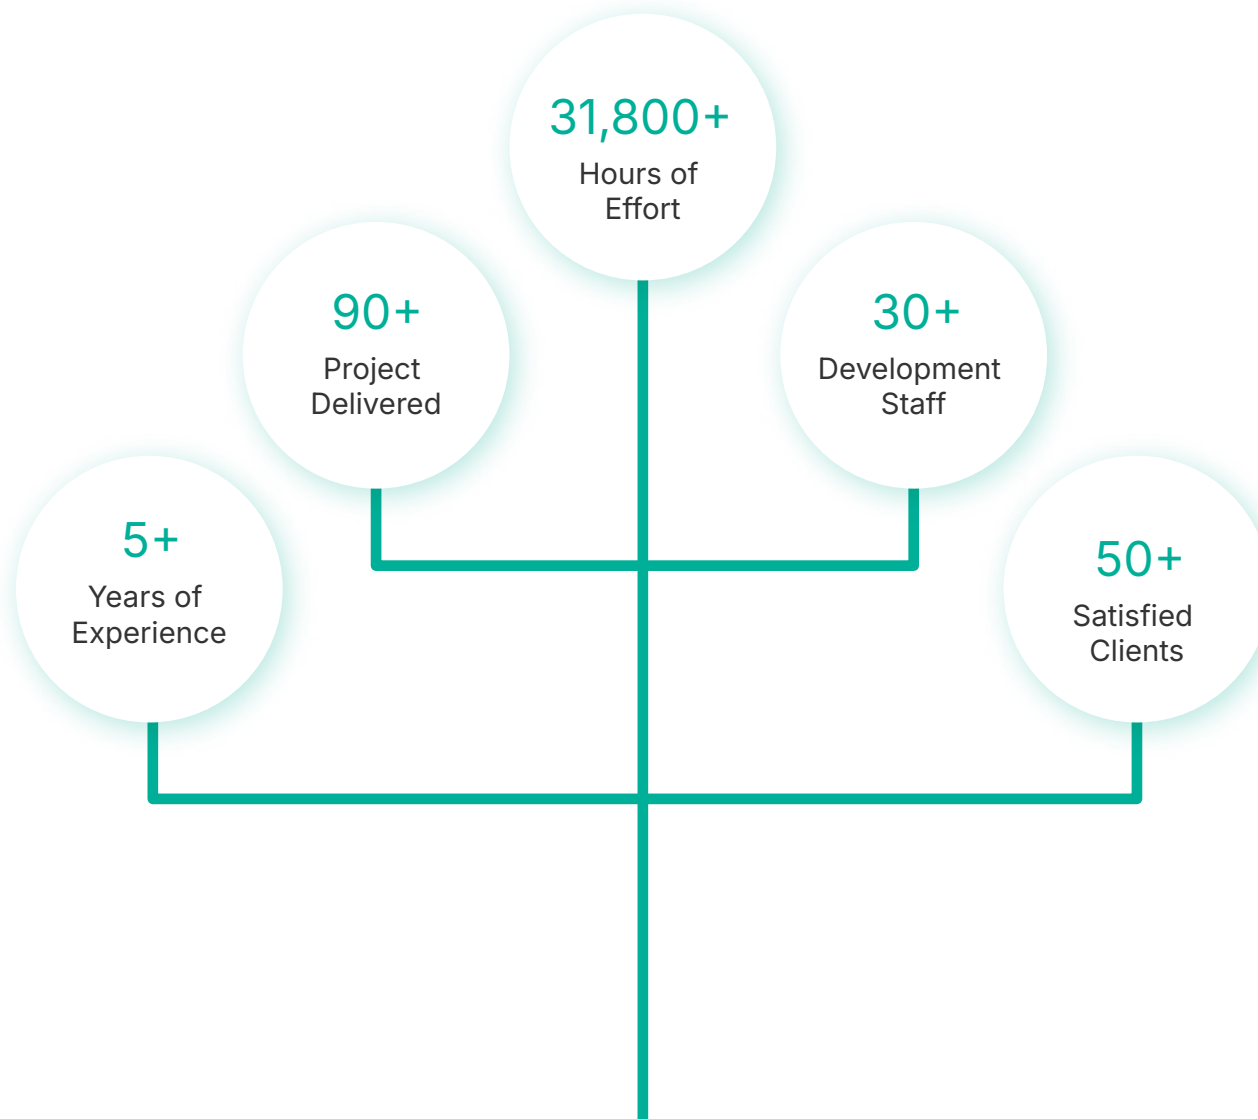 31,800+
Hours of
Effort
90+
Project
Delivered
30+
Development
Staff
5+
Years of
Experience
50+
Satisfied
Clients